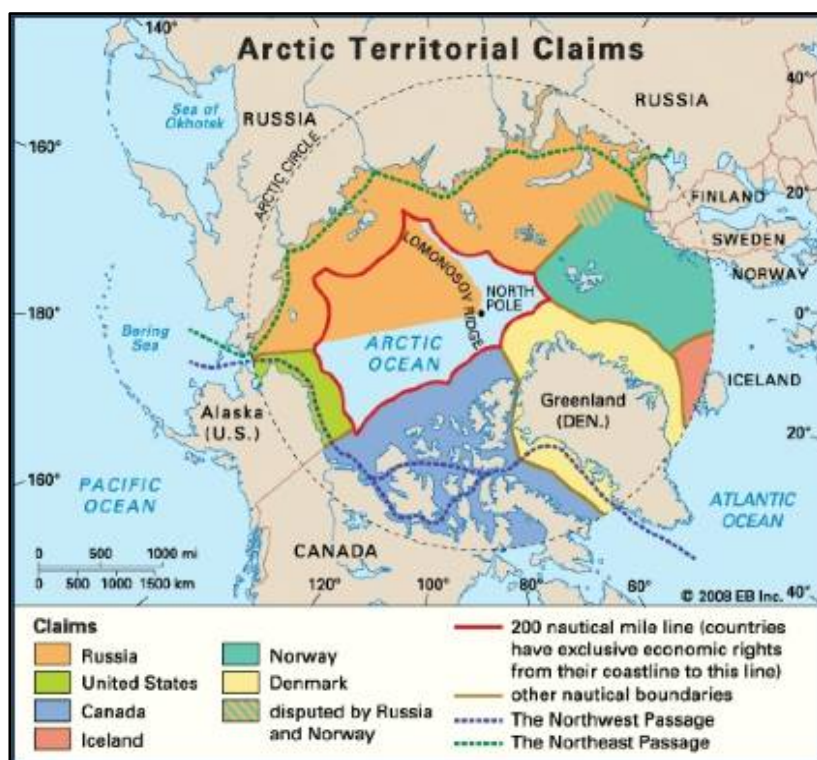 Arctic Territorial Claims
140°
40°
Sea of
Okhotsk
RUSSIA
RUSSIA
ARCTIC CIRCLE
160°
20°
FINLAND
SWEDEN
NORWAY
LOMONOSOV RIDGE
NORTH
POLE
180°
0°
Bering
Sea
ARCTIC
OCEAN
ICELAND
Alaska
(U.S.)
Greenland
(DEN.)
20°
160°
PACIFIC
OCEAN
ATLANTIC
OCEAN
CANADA
0 500 1000 mi
0 500 1000 1500 km
120°
100°
80°
60°
40°
© 2008 EB Inc.
Claims
Russia
United States
Canada
Iceland
Norway
Denmark
disputed by Russia
and Norway
200 nautical mile line (countries
have exclusive economic rights
from their coastline to this line)
other nautical boundaries
The Northwest Passage
The Northeast Passage